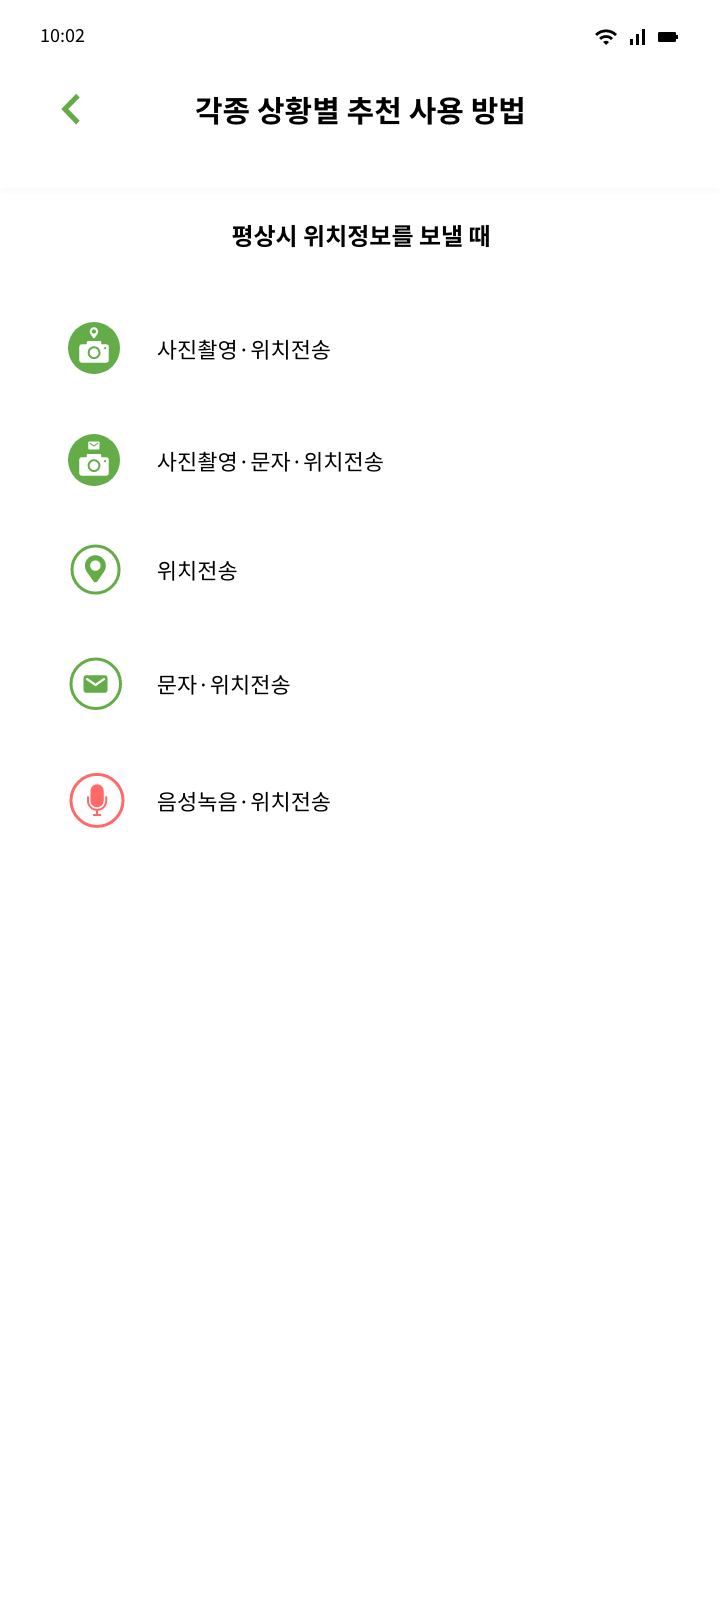 10:02
각종 상황별 추천 사용 방법
평상시 위치정보를 보낼 때
사진촬영·위치전송
사진촬영·문자·위치전송
위치전송
문자·위치전송
음성녹음·위치전송